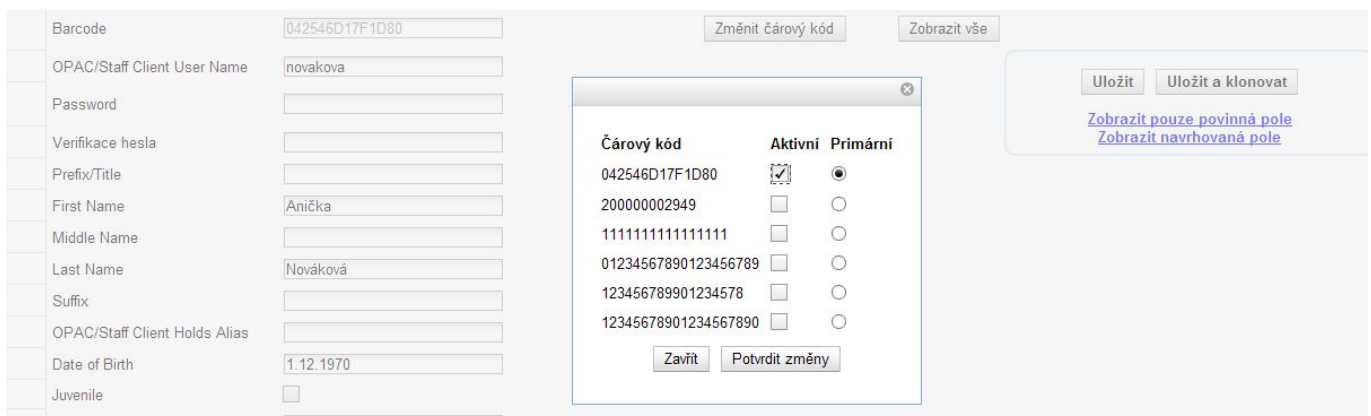 Barcode 042546D17F1D80 Změnit čárový kód Zobrazit vše
OPAC/Staff Client User Name novakova
Password
Verifikace hesla
Prefix/Title
First Name Anička
Middle Name
Last Name Nováková
Suffix
OPAC/Staff Client Holds Alias
Date of Birth 1.12.1970
Juvenile
Čárový kód Aktivní Primární
042546D17F1D80
200000002949
1111111111111111
01234567890123456789
123456789901234578
12345678901234567890
Zavřít Potvrdit změny
Uložit Uložit a klonovat
Zobrazit pouze povinná pole
Zobrazit navrhovaná pole